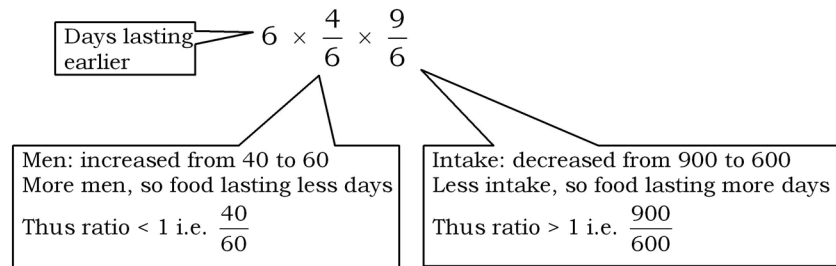 Days lasting
earlier
6 × 4/6 × 9/6
Men: increased from 40 to 60
More men, so food lasting less days
Thus ratio < 1 i.e. 40/60
Intake: decreased from 900 to 600
Less intake, so food lasting more days
Thus ratio > 1 i.e. 900/600